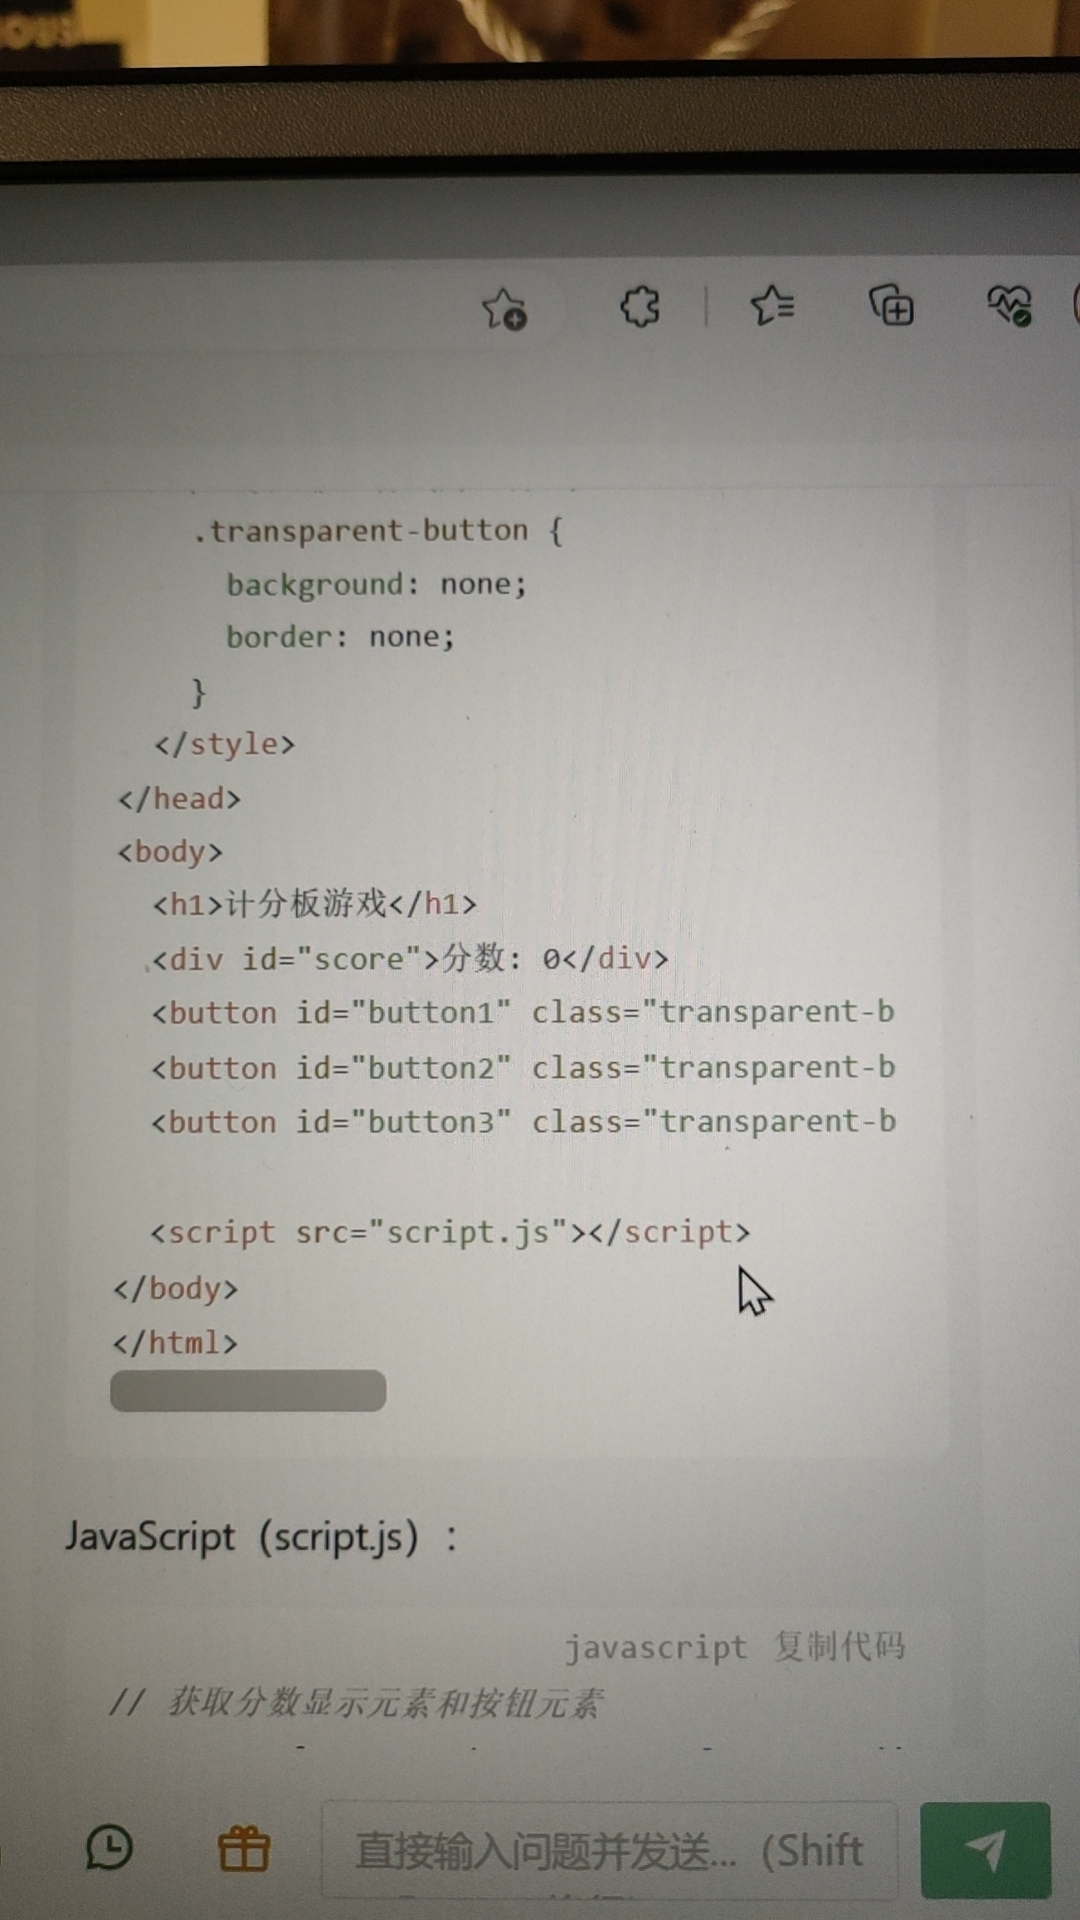 .transparent-button {
background: none;
border: none;
}
</style>
</head>
<body>
<h1>计分板游戏</h1>
<div id="score">分数: 0</div>
<button id="button1" class="transparent-b
<button id="button2" class="transparent-b
<button id="button3" class="transparent-b
<script src="script.js"></script>
</body>
</html>
JavaScript（script.js）：
javascript 复制代码
// 获取分数显示元素和按钮元素
直接输入问题并发送...（Shift